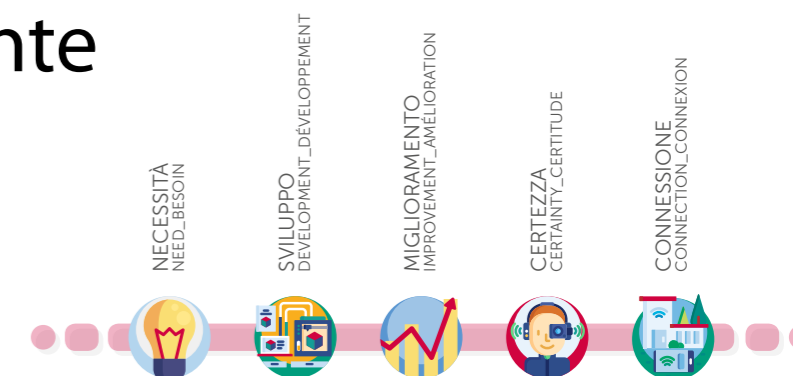 nte
NECESSITÀ
NEED_BESOIN
SVILUPPO
DEVELOPMENT_DÉVELOPPEMENT
MIGLIORAMENTO
IMPROVEMENT_AMÉLIORATION
CERTEZZA
CERTAINTY_CERTITUDE
CONNESSIONE
CONNECTION_CONNEXION